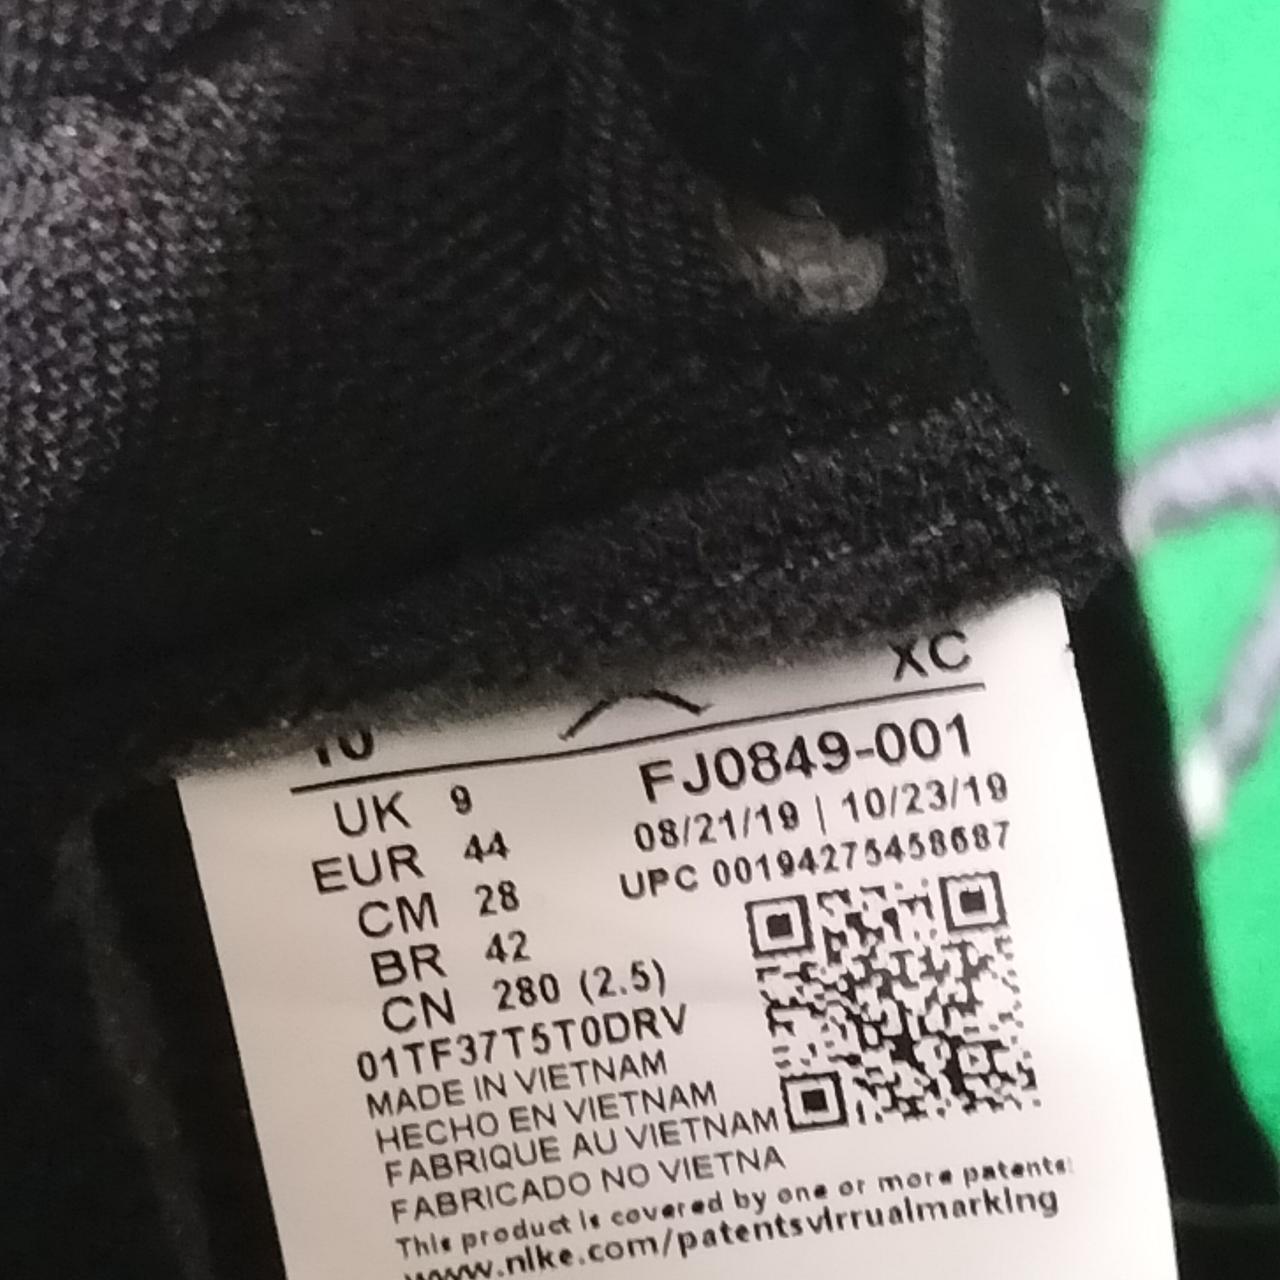 10 XC
UK 9 FJ0849-001
EUR 44 08/21/19 | 10/23/19
CM 28 UPC 00194275458687
BR 42
CN 280 (2.5)
01TF37T5T0DRV
MADE IN VIETNAM
HECHO EN VIETNAM
FABRIQUE AU VIETNAM
FABRICADO NO VIETNA
This product is covered by one or more patents
www.nike.com/patentsvirrualmarking